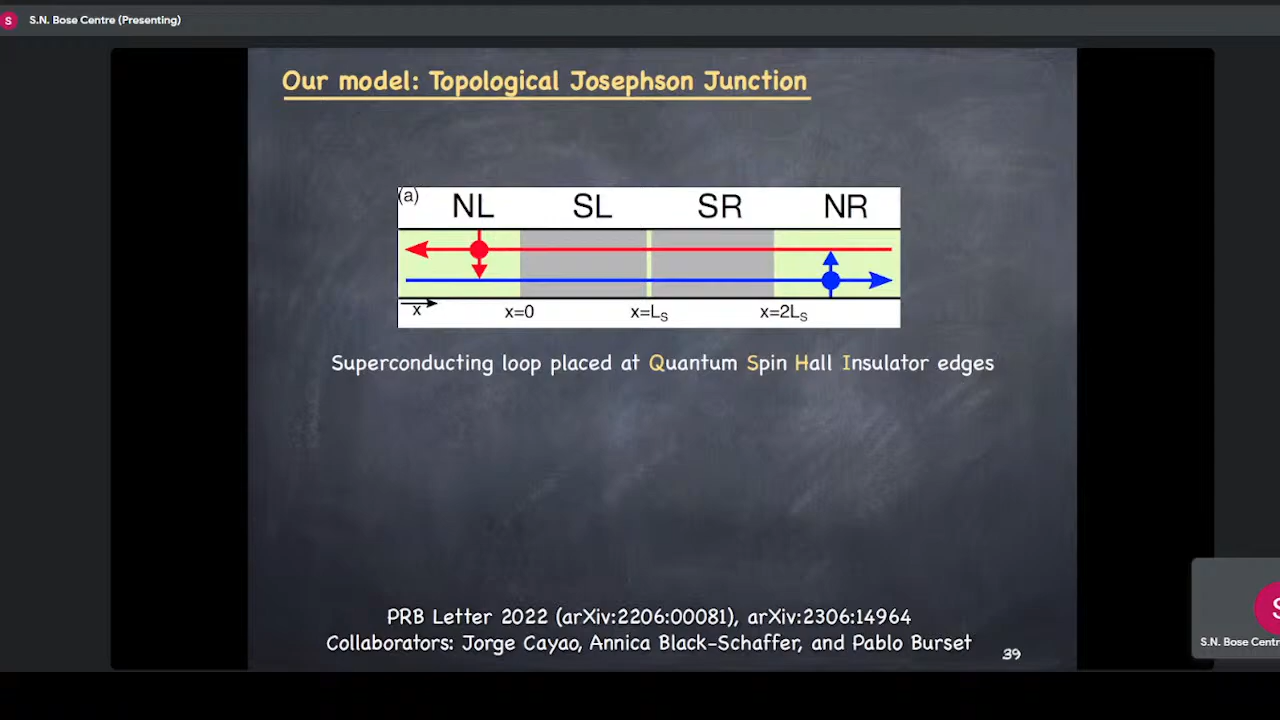 S
S.N. Bose Centre (Presenting)
Our model: Topological Josephson Junction
(a)
NL SL SR NR
x x=0 x=LS x=2LS
Superconducting loop placed at Quantum Spin Hall Insulator edges
PRB Letter 2022 (arXiv:2206:00081), arXiv:2306:14964
Collaborators: Jorge Cayao, Annica Black-Schaffer, and Pablo Burset
39
S
S.N. Bose Centr